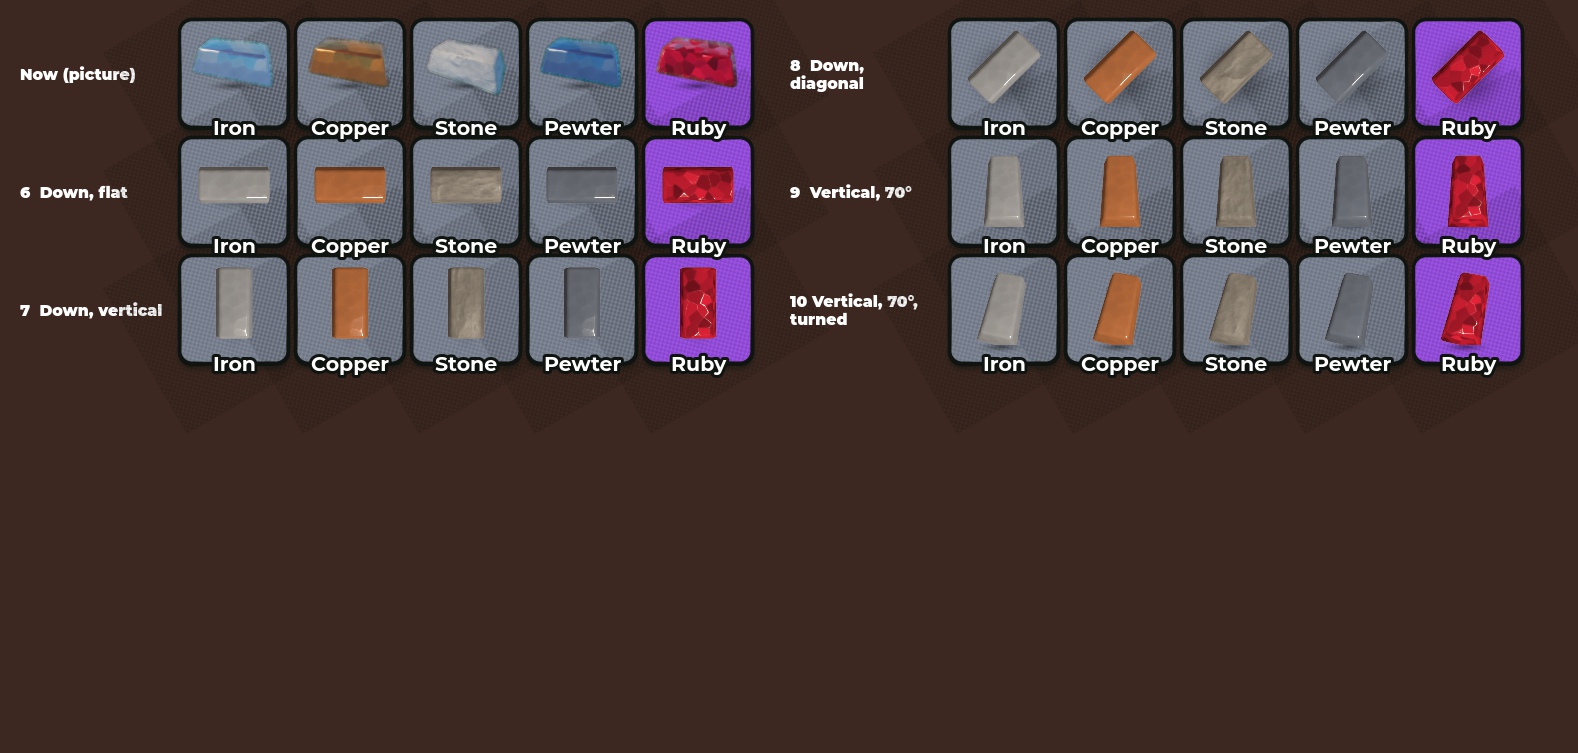 Now (picture)
Iron Copper Stone Pewter Ruby
6 Down, flat
Iron Copper Stone Pewter Ruby
7 Down, vertical
Iron Copper Stone Pewter Ruby
8 Down,
diagonal
Iron Copper Stone Pewter Ruby
9 Vertical, 70°
Iron Copper Stone Pewter Ruby
10 Vertical, 70°,
turned
Iron Copper Stone Pewter Ruby